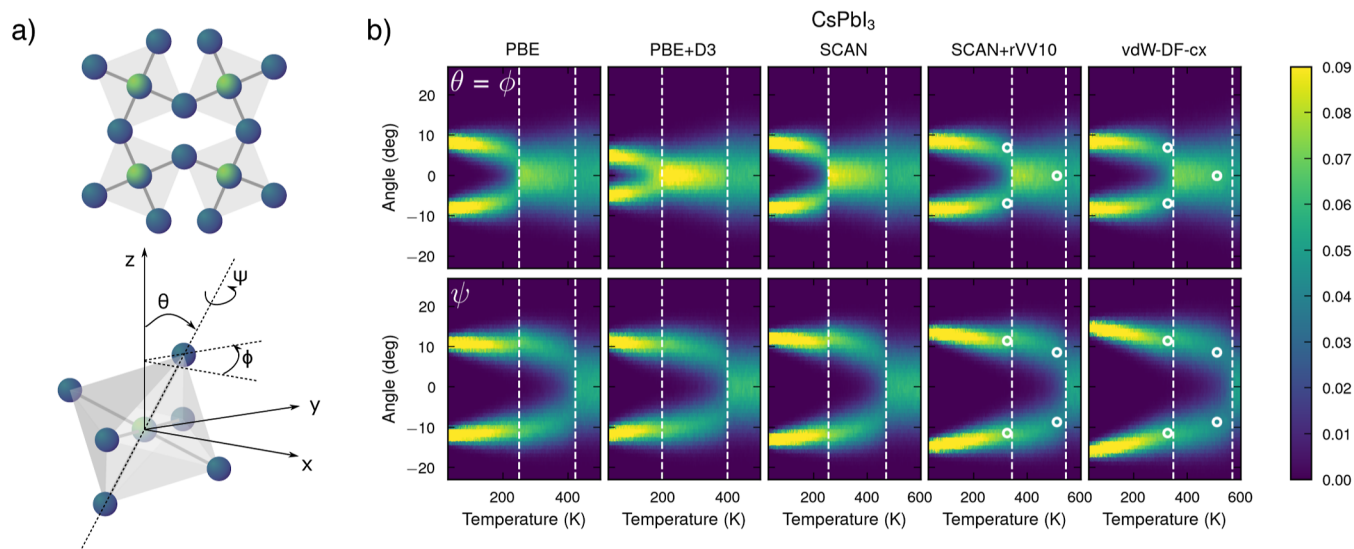 a)
z
θ
ψ
ϕ
y
x
b)
CsPbI₃
PBE PBE+D3 SCAN SCAN+rVV10 vdW-DF-cx
θ = ϕ
Angle (deg)
20
10
0
−10
−20
ψ
Angle (deg)
20
10
0
−10
−20
200 400 200 400 200 400 600 200 400 600 200 400 600
Temperature (K) Temperature (K) Temperature (K) Temperature (K) Temperature (K)
0.09
0.08
0.07
0.06
0.05
0.04
0.03
0.02
0.01
0.00